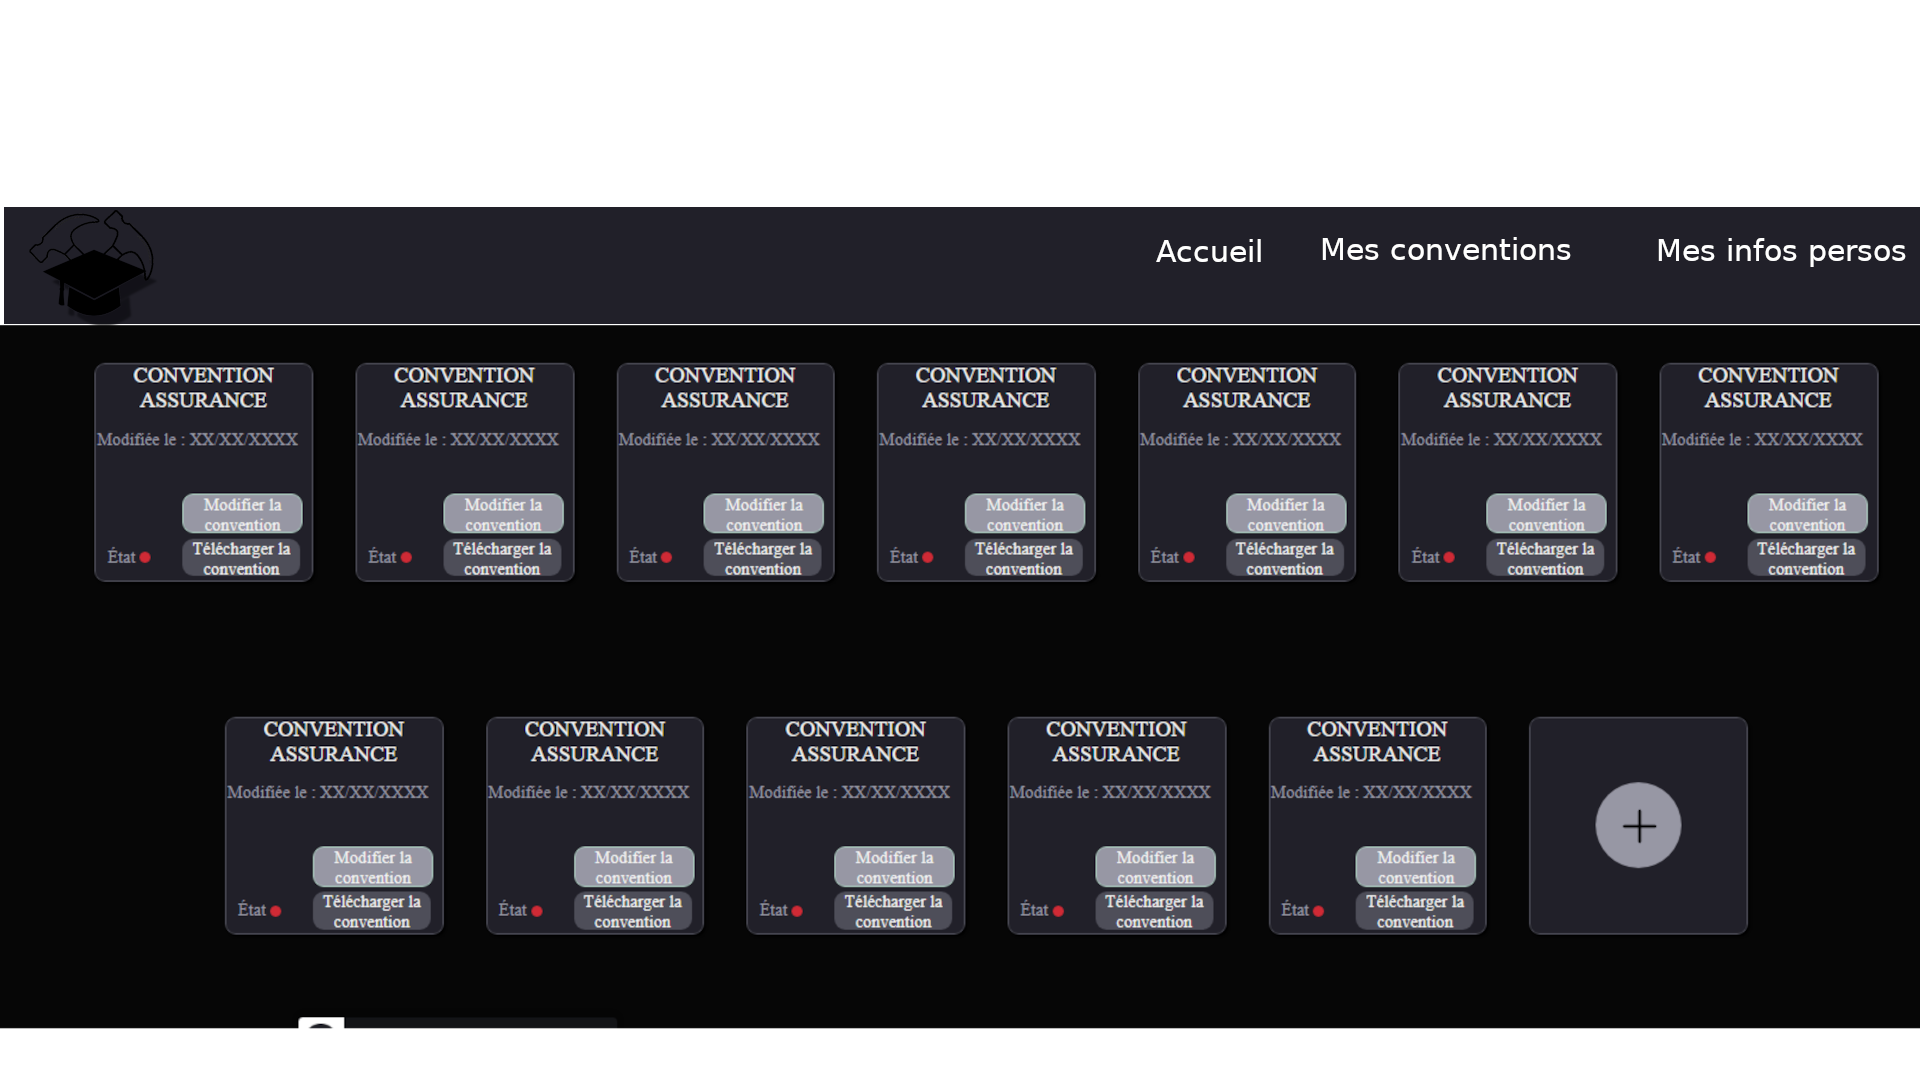 Accueil Mes conventions Mes infos persos
CONVENTION
ASSURANCE
Modifiée le : XX/XX/XXXX
Modifier la
convention
État
Télécharger la
convention
CONVENTION
ASSURANCE
Modifiée le : XX/XX/XXXX
Modifier la
convention
État
Télécharger la
convention
CONVENTION
ASSURANCE
Modifiée le : XX/XX/XXXX
Modifier la
convention
État
Télécharger la
convention
CONVENTION
ASSURANCE
Modifiée le : XX/XX/XXXX
Modifier la
convention
État
Télécharger la
convention
CONVENTION
ASSURANCE
Modifiée le : XX/XX/XXXX
Modifier la
convention
État
Télécharger la
convention
CONVENTION
ASSURANCE
Modifiée le : XX/XX/XXXX
Modifier la
convention
État
Télécharger la
convention
CONVENTION
ASSURANCE
Modifiée le : XX/XX/XXXX
Modifier la
convention
État
Télécharger la
convention
CONVENTION
ASSURANCE
Modifiée le : XX/XX/XXXX
Modifier la
convention
État
Télécharger la
convention
CONVENTION
ASSURANCE
Modifiée le : XX/XX/XXXX
Modifier la
convention
État
Télécharger la
convention
CONVENTION
ASSURANCE
Modifiée le : XX/XX/XXXX
Modifier la
convention
État
Télécharger la
convention
CONVENTION
ASSURANCE
Modifiée le : XX/XX/XXXX
Modifier la
convention
État
Télécharger la
convention
CONVENTION
ASSURANCE
Modifiée le : XX/XX/XXXX
Modifier la
convention
État
Télécharger la
convention